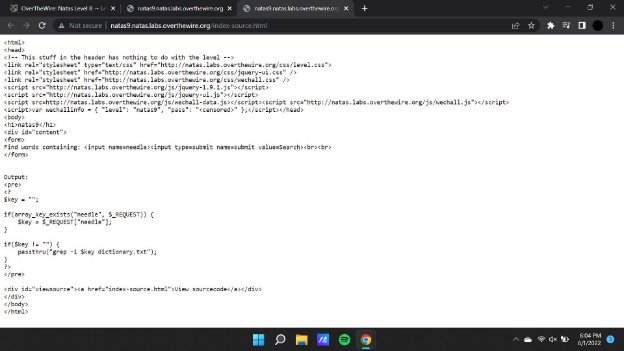 OverTheWire: Natas Level 8 — Le
natas9.natas.labs.overthewire.org
natas9.natas.labs.overthewire.org
Not secure | natas9.natas.labs.overthewire.org/index-source.html
<html>
<head>
<!-- This stuff in the header has nothing to do with the level -->
<link rel="stylesheet" type="text/css" href="http://natas.labs.overthewire.org/css/level.css">
<link rel="stylesheet" href="http://natas.labs.overthewire.org/css/jquery-ui.css" />
<link rel="stylesheet" href="http://natas.labs.overthewire.org/css/wechall.css" />
<script src="http://natas.labs.overthewire.org/js/jquery-1.9.1.js"></script>
<script src="http://natas.labs.overthewire.org/js/jquery-ui.js"></script>
<script src=http://natas.labs.overthewire.org/js/wechall-data.js></script><script src="http://natas.labs.overthewire.org/js/wechall.js"></script>
<script>var wechallinfo = { "level": "natas9", "pass": "<censored>" };</script></head>
<body>
<h1>natas9</h1>
<div id="content">
<form>
Find words containing: <input name=needle><input type=submit name=submit value=Search><br><br>
</form>
Output:
<pre>
<?
$key = "";
if(array_key_exists("needle", $_REQUEST)) {
$key = $_REQUEST["needle"];
}
if($key != "") {
passthru("grep -i $key dictionary.txt");
}
?>
</pre>
<div id="viewsource"><a href="index-source.html">View sourcecode</a></div>
</div>
</body>
</html>
6:04 PM
6/1/2022